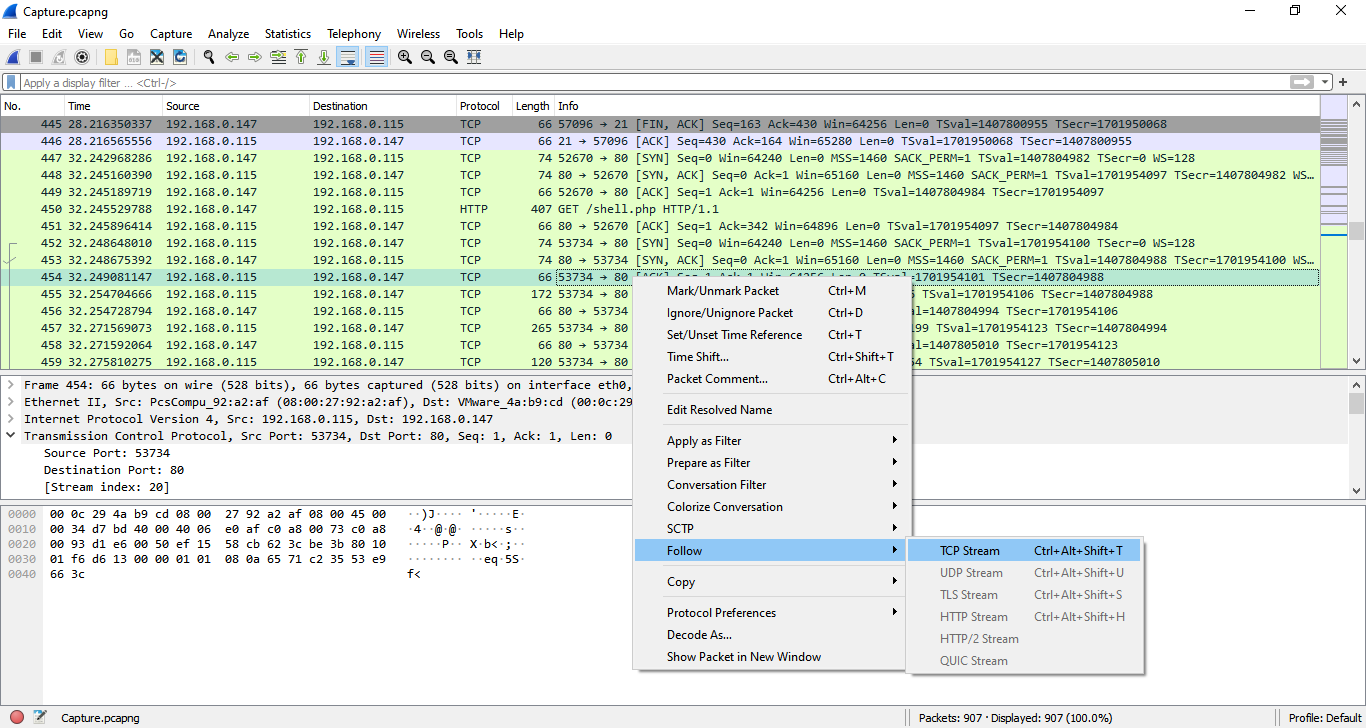 Capture.pcapng
File Edit View Go Capture Analyze Statistics Telephony Wireless Tools Help
Apply a display filter ... <Ctrl-/>
No. Time Source Destination Protocol Length Info
445 28.216350337 192.168.0.147 192.168.0.115 TCP 66 57096 → 21 [FIN, ACK] Seq=163 Ack=430 Win=64256 Len=0 TSval=1407800955 TSecr=1701950068
446 28.216565556 192.168.0.115 192.168.0.147 TCP 66 21 → 57096 [ACK] Seq=430 Ack=164 Win=65280 Len=0 TSval=1701950068 TSecr=1407800955
447 32.242968286 192.168.0.147 192.168.0.115 TCP 74 52670 → 80 [SYN] Seq=0 Win=64240 Len=0 MSS=1460 SACK_PERM=1 TSval=1407804982 TSecr=0 WS=128
448 32.245160390 192.168.0.115 192.168.0.147 TCP 74 80 → 52670 [SYN, ACK] Seq=0 Ack=1 Win=65160 Len=0 MSS=1460 SACK_PERM=1 TSval=1701954097 TSecr=1407804982 WS...
449 32.245189719 192.168.0.147 192.168.0.115 TCP 66 52670 → 80 [ACK] Seq=1 Ack=1 Win=64256 Len=0 TSval=1407804984 TSecr=1701954097
450 32.245529788 192.168.0.147 192.168.0.115 HTTP 407 GET /shell.php HTTP/1.1
451 32.245896414 192.168.0.115 192.168.0.147 TCP 66 80 → 52670 [ACK] Seq=1 Ack=342 Win=64896 Len=0 TSval=1701954097 TSecr=1407804984
452 32.248648010 192.168.0.115 192.168.0.147 TCP 74 53734 → 80 [SYN] Seq=0 Win=64240 Len=0 MSS=1460 SACK_PERM=1 TSval=1701954100 TSecr=0 WS=128
453 32.248675392 192.168.0.147 192.168.0.115 TCP 74 80 → 53734 [SYN, ACK] Seq=0 Ack=1 Win=65160 Len=0 MSS=1460 SACK_PERM=1 TSval=1407804988 TSecr=1701954100 WS...
454 32.249081147 192.168.0.115 192.168.0.147 TCP 66 53734 → 80 [ACK] Seq=1 Ack=1 Win=64256 Len=0 TSval=1701954101 TSecr=1407804988
455 32.254704666 192.168.0.115 192.168.0.147 TCP 172 53734 → 80 TSval=1701954106 TSecr=1407804988
456 32.254728794 192.168.0.147 192.168.0.115 TCP 66 80 → 53734 =1407804994 TSecr=1701954106
457 32.271569073 192.168.0.115 192.168.0.147 TCP 265 53734 → 80 199 TSval=1701954123 TSecr=1407804994
458 32.271592064 192.168.0.147 192.168.0.115 TCP 66 80 → 53734 =1407805010 TSecr=1701954123
459 32.275810275 192.168.0.115 192.168.0.147 TCP 120 53734 → 80 54 TSval=1701954127 TSecr=1407805010
Mark/Unmark Packet Ctrl+M
Ignore/Unignore Packet Ctrl+D
Set/Unset Time Reference Ctrl+T
Time Shift... Ctrl+Shift+T
Packet Comment... Ctrl+Alt+C
Edit Resolved Name
Apply as Filter
Prepare as Filter
Conversation Filter
Colorize Conversation
SCTP
Follow
Copy
Protocol Preferences
Decode As...
Show Packet in New Window
TCP Stream Ctrl+Alt+Shift+T
UDP Stream Ctrl+Alt+Shift+U
TLS Stream Ctrl+Alt+Shift+S
HTTP Stream Ctrl+Alt+Shift+H
HTTP/2 Stream
QUIC Stream
Frame 454: 66 bytes on wire (528 bits), 66 bytes captured (528 bits) on interface eth0,
Ethernet II, Src: PcsCompu_92:a2:af (08:00:27:92:a2:af), Dst: VMware_4a:b9:cd (00:0c:29
Internet Protocol Version 4, Src: 192.168.0.115, Dst: 192.168.0.147
Transmission Control Protocol, Src Port: 53734, Dst Port: 80, Seq: 1, Ack: 1, Len: 0
Source Port: 53734
Destination Port: 80
[Stream index: 20]
0000 00 0c 29 4a b9 cd 08 00 27 92 a2 af 08 00 45 00 ··)J···· '·····E·
0010 00 34 d7 bd 40 00 40 06 e0 af c0 a8 00 73 c0 a8 ·4··@·@· ·····s··
0020 00 93 d1 e6 00 50 ef 15 58 cb 62 3c be 3b 80 10 ·····P·· X·b<·;··
0030 01 f6 d6 13 00 00 01 01 08 0a 65 71 c2 35 53 e9 ········ ··eq·5S·
0040 66 3c f<
Capture.pcapng Packets: 907 · Displayed: 907 (100.0%) Profile: Default